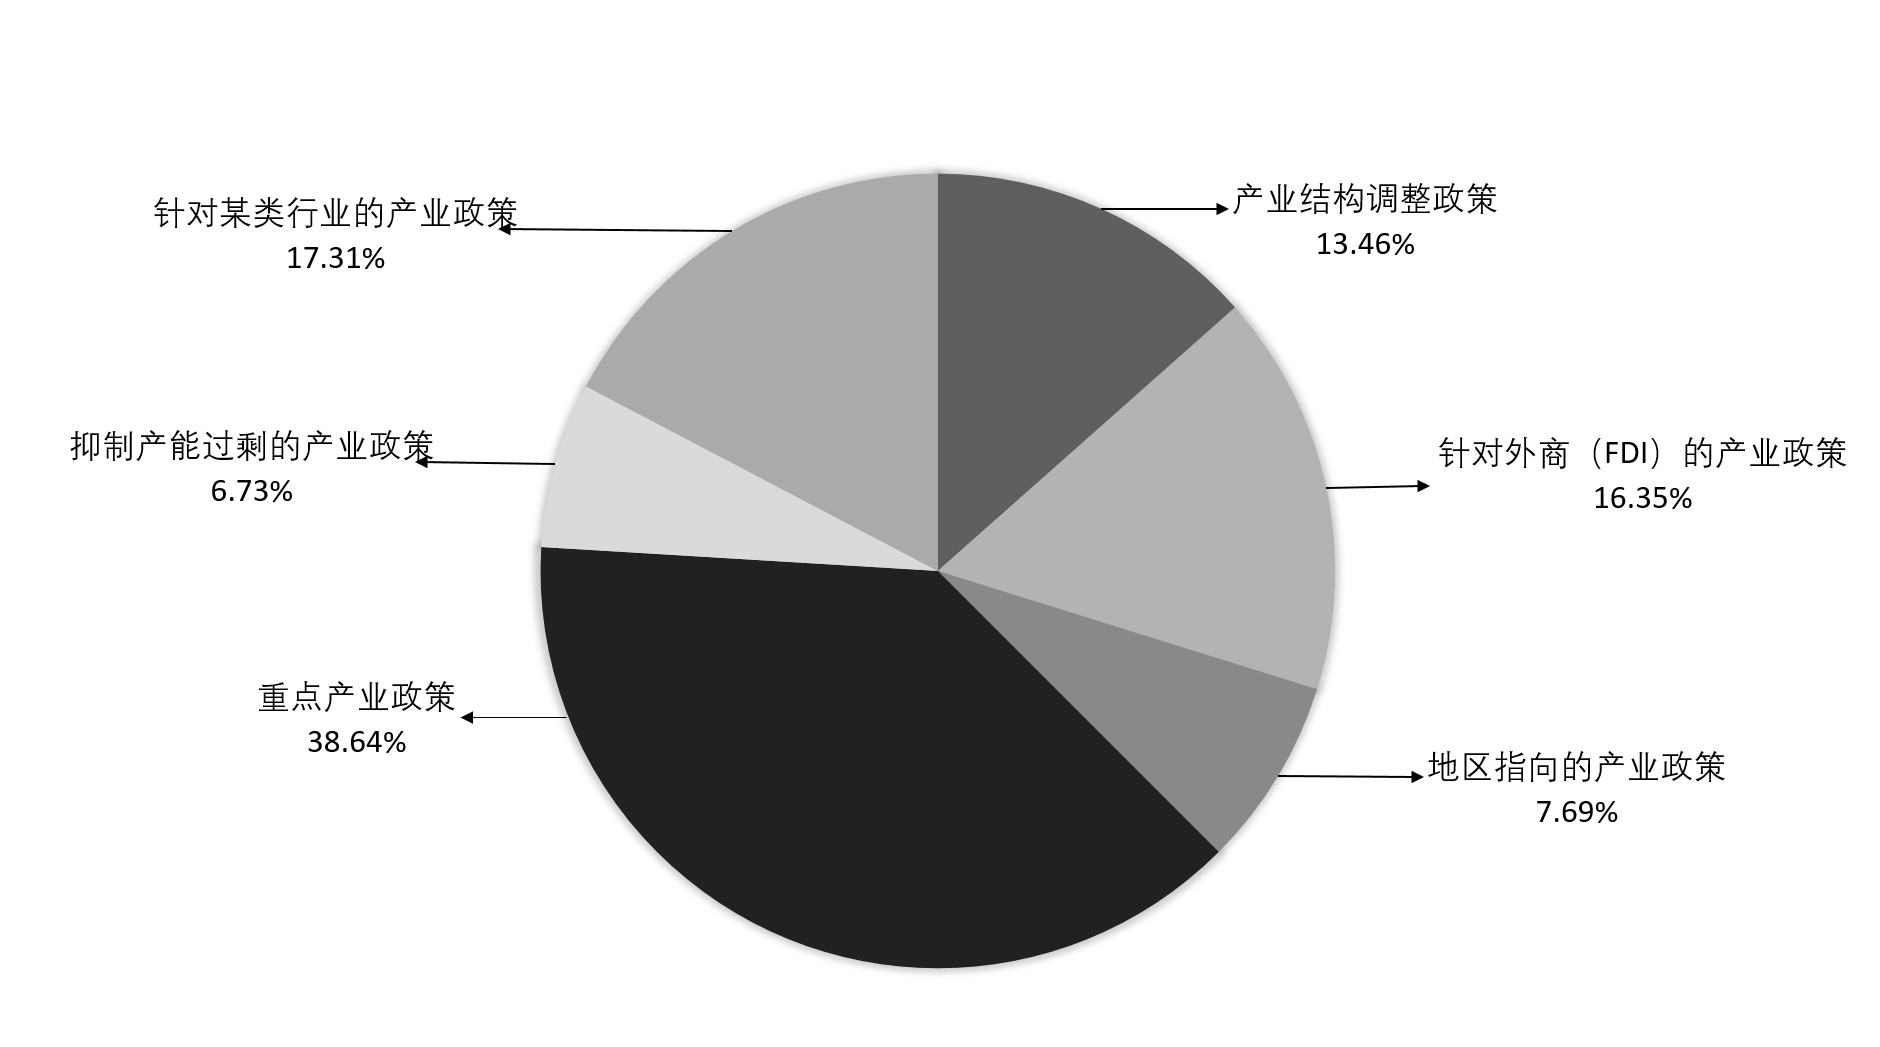 产业结构调整政策
13.46%
针对外商（FDI）的产业政策
16.35%
地区指向的产业政策
7.69%
重点产业政策
38.64%
抑制产能过剩的产业政策
6.73%
针对某类行业的产业政策
17.31%